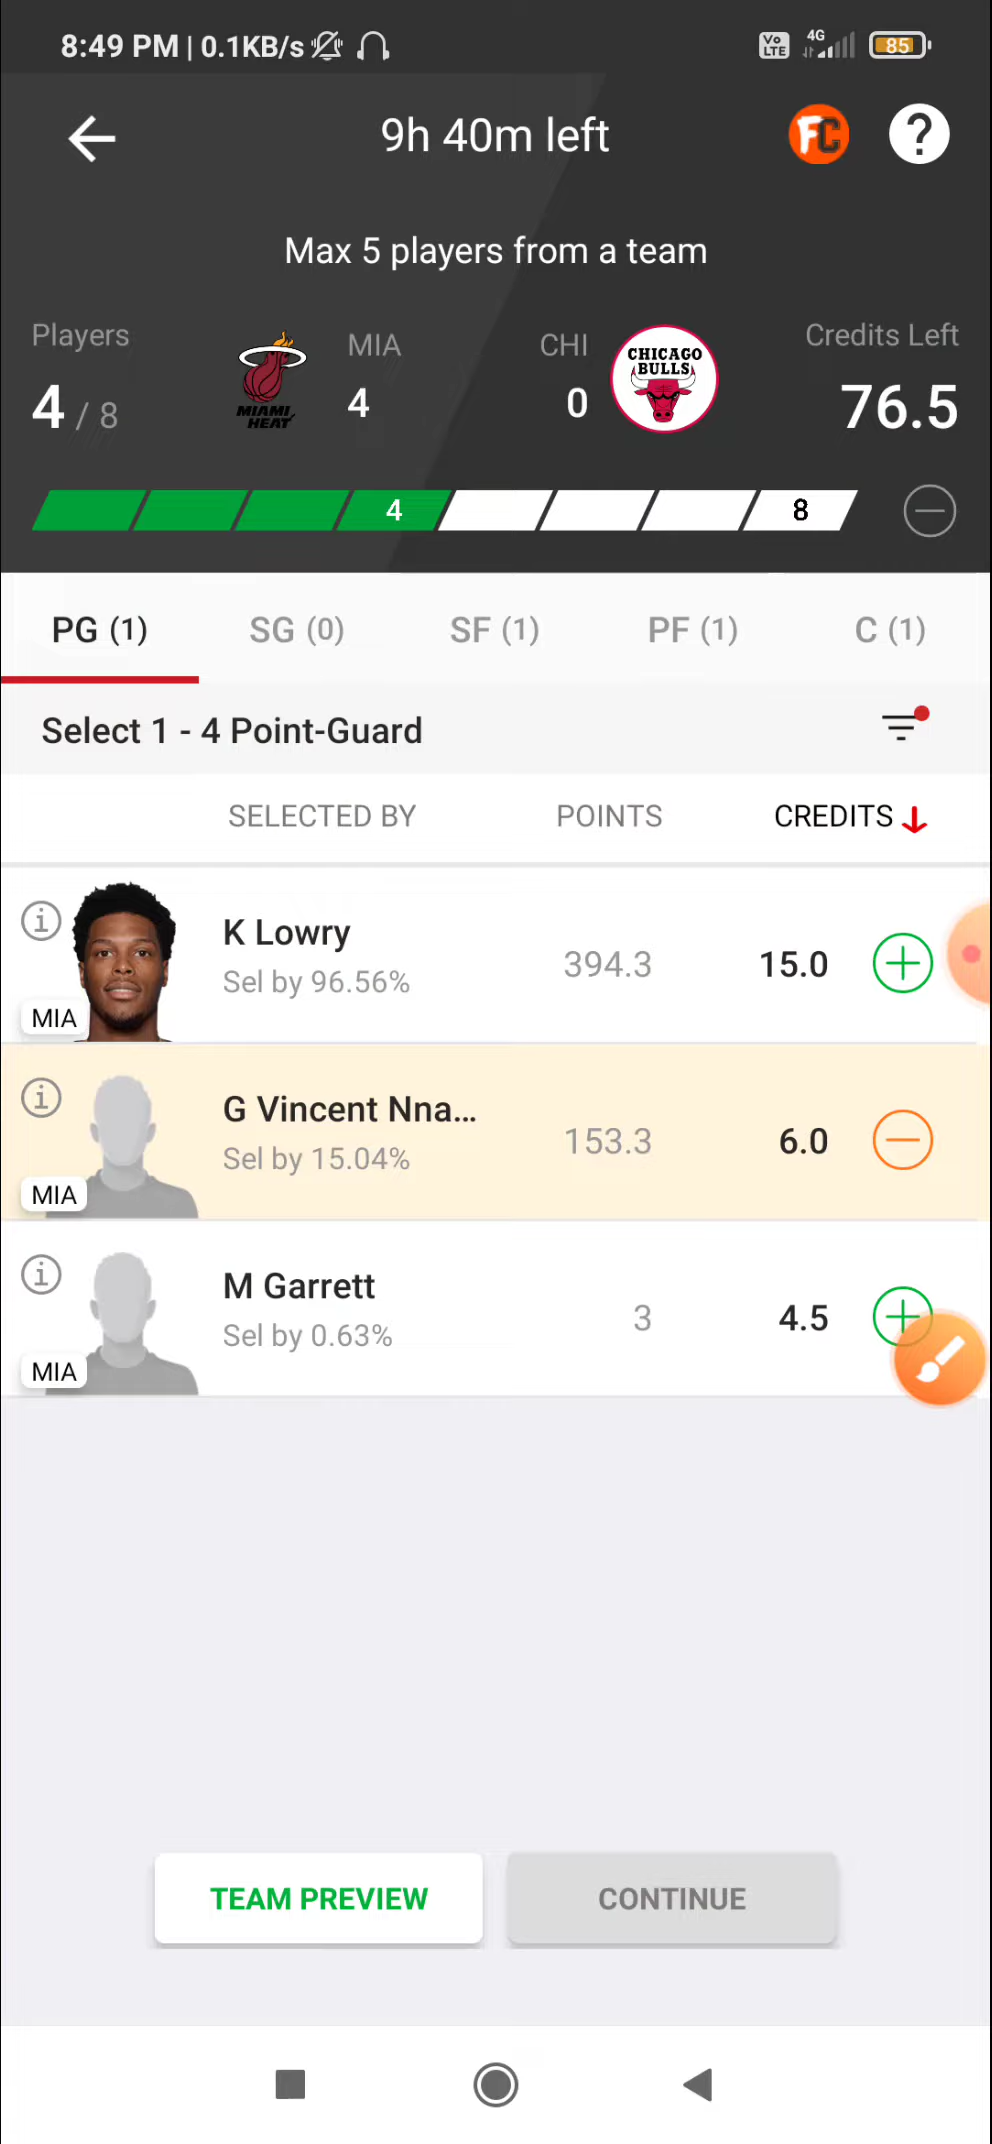 8:49 PM | 0.1KB/s
Vo LTE 4G 85
9h 40m left
FC ?
Max 5 players from a team
Players MIA CHI Credits Left
4 / 8 4 0 76.5
MIAMI HEAT
CHICAGO BULLS
4 8
PG (1) SG (0) SF (1) PF (1) C (1)
Select 1 - 4 Point-Guard
SELECTED BY POINTS CREDITS
K Lowry
Sel by 96.56% 394.3 15.0
MIA
G Vincent Nna...
Sel by 15.04% 153.3 6.0
MIA
M Garrett
Sel by 0.63% 3 4.5
MIA
TEAM PREVIEW CONTINUE